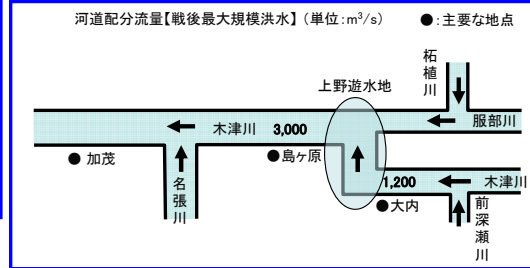 河道配分流量【戦後最大規模洪水】(単位:m³/s)
●:主要な地点
柘植川
上野遊水地
服部川
木津川
3,000
●加茂
名張川
●島ヶ原
1,200
木津川
●大内
前深瀬川